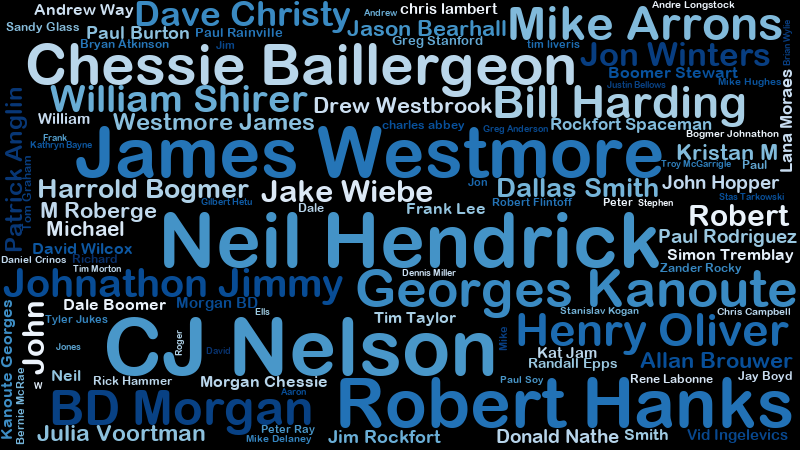 Andre Longstock
Andrew Way
Dave Christy
Andrew
chris lambert
Mike Arrons
Sandy Glass
Paul Burton
Paul Rainville
Jason Bearhall
Brian Wylie
Bryan Atkinson
Jim
Greg Stanford
tim liveris
Jon Winters
Chessie Baillergeon
Boomer Stewart
Justin Bellows
Mike Hughes
Lana Moraes
William Shirer
Drew Westbrook
Bill Harding
Patrick Anglin
William
Westmore James
charles abbey
Greg Anderson
Rockfort Spaceman
Bogmer Johnathon
Frank
Kathryn Bayne
James Westmore
Kristan M
Tom Graham
Troy McGarrigle
Paul
Harrold Bogmer
Jake Wiebe
Jon
Dallas Smith
John Hopper
Stas Tarkowski
M Roberge
Gilbert Hetu
Dale
Frank Lee
Robert Flintoff
Peter
Stephen
Robert
Michael
Neil Hendrick
Paul Rodriguez
David Wilcox
Simon Tremblay
Daniel Crinos
Richard
Tim Morton
Dennis Miller
Zander Rocky
Johnathon Jimmy
Georges Kanoute
Dale Boomer
Morgan BD
Ells
Stanislav Kogan
Chris Campbell
Tyler Jukes
Tim Taylor
Henry Oliver
Kanoute Georges
John
Roger
CJ Nelson
Mike
Jones
David
Kat Jam
Randall Epps
Allan Brouwer
Bernie McRae
W
Neil
Rick Hammer
Morgan Chessie
Aaron
Paul Soy
Rene Labonne
Jay Boyd
BD Morgan
Robert Hanks
Julia Voortman
Peter Ray
Mike Delaney
Jim Rockfort
Donald Nathe
Smith
Vid Ingelevics